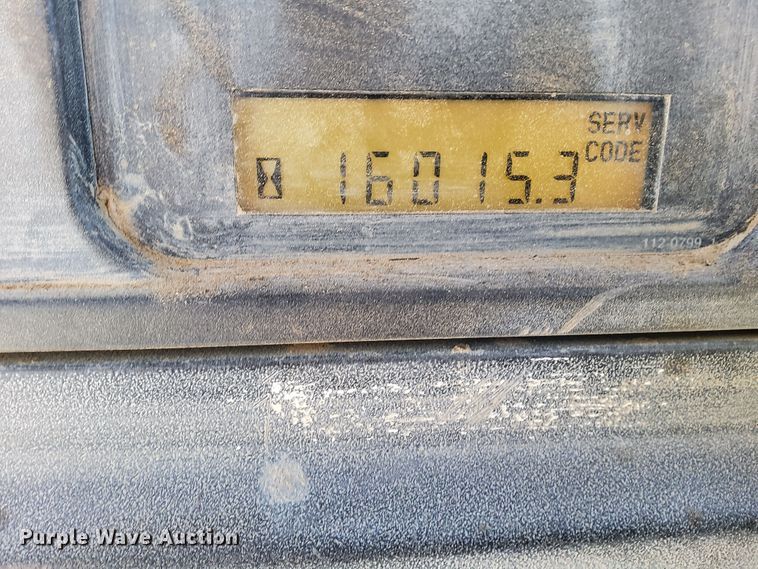 SERV
16015.3 CODE
112-0799
Purple Wave Auction